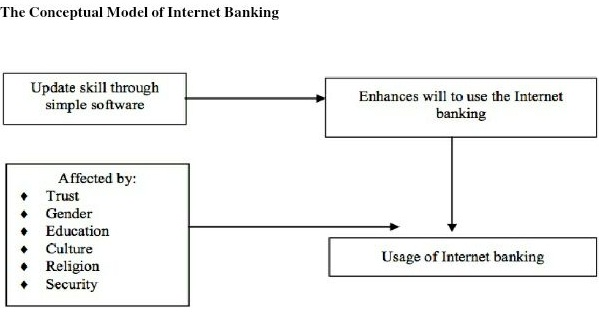 The Conceptual Model of Internet Banking
Update skill through
simple software
Enhances will to use the Internet
banking
Affected by:
♦ Trust
♦ Gender
♦ Education
♦ Culture
♦ Religion
♦ Security
Usage of Internet banking